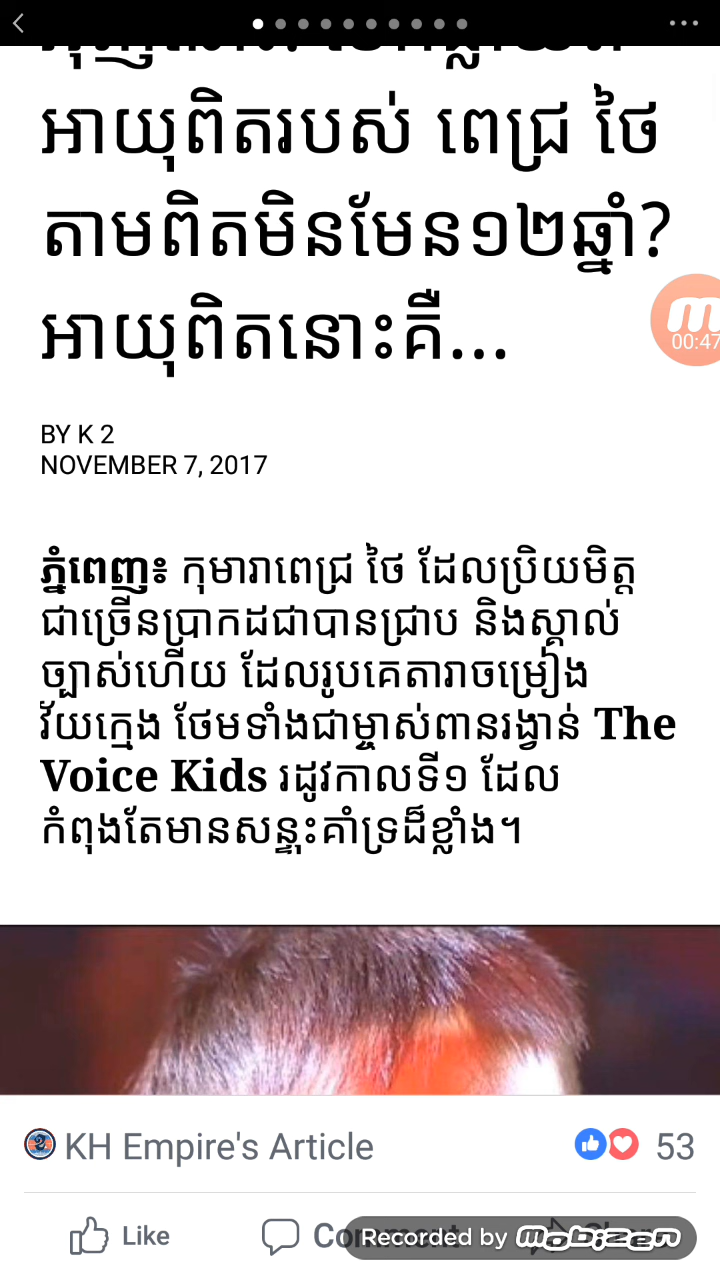 អាយុពិតរបស់ ពេជ្រ ថៃ
តាមពិតមិនមែន១២ឆ្នាំ?
អាយុពិតនោះគឺ...
00:47
BY K 2
NOVEMBER 7, 2017
ភ្នំពេញ៖ កុមារាពេជ្រ ថៃ ដែលប្រិយមិត្ត
ជាច្រើនប្រាកដជាបានជ្រាប និងស្គាល់
ច្បាស់ហើយ ដែលរូបគេតារាចម្រៀង
វ័យក្មេង ថែមទាំងជាម្ចាស់ពានរង្វាន់ The
Voice Kids រដូវកាលទី១ ដែល
កំពុងតែមានសន្ទុះគាំទ្រដ៏ខ្លាំង។
KH Empire's Article
53
Like
Comment
Share
Recorded by mobizen